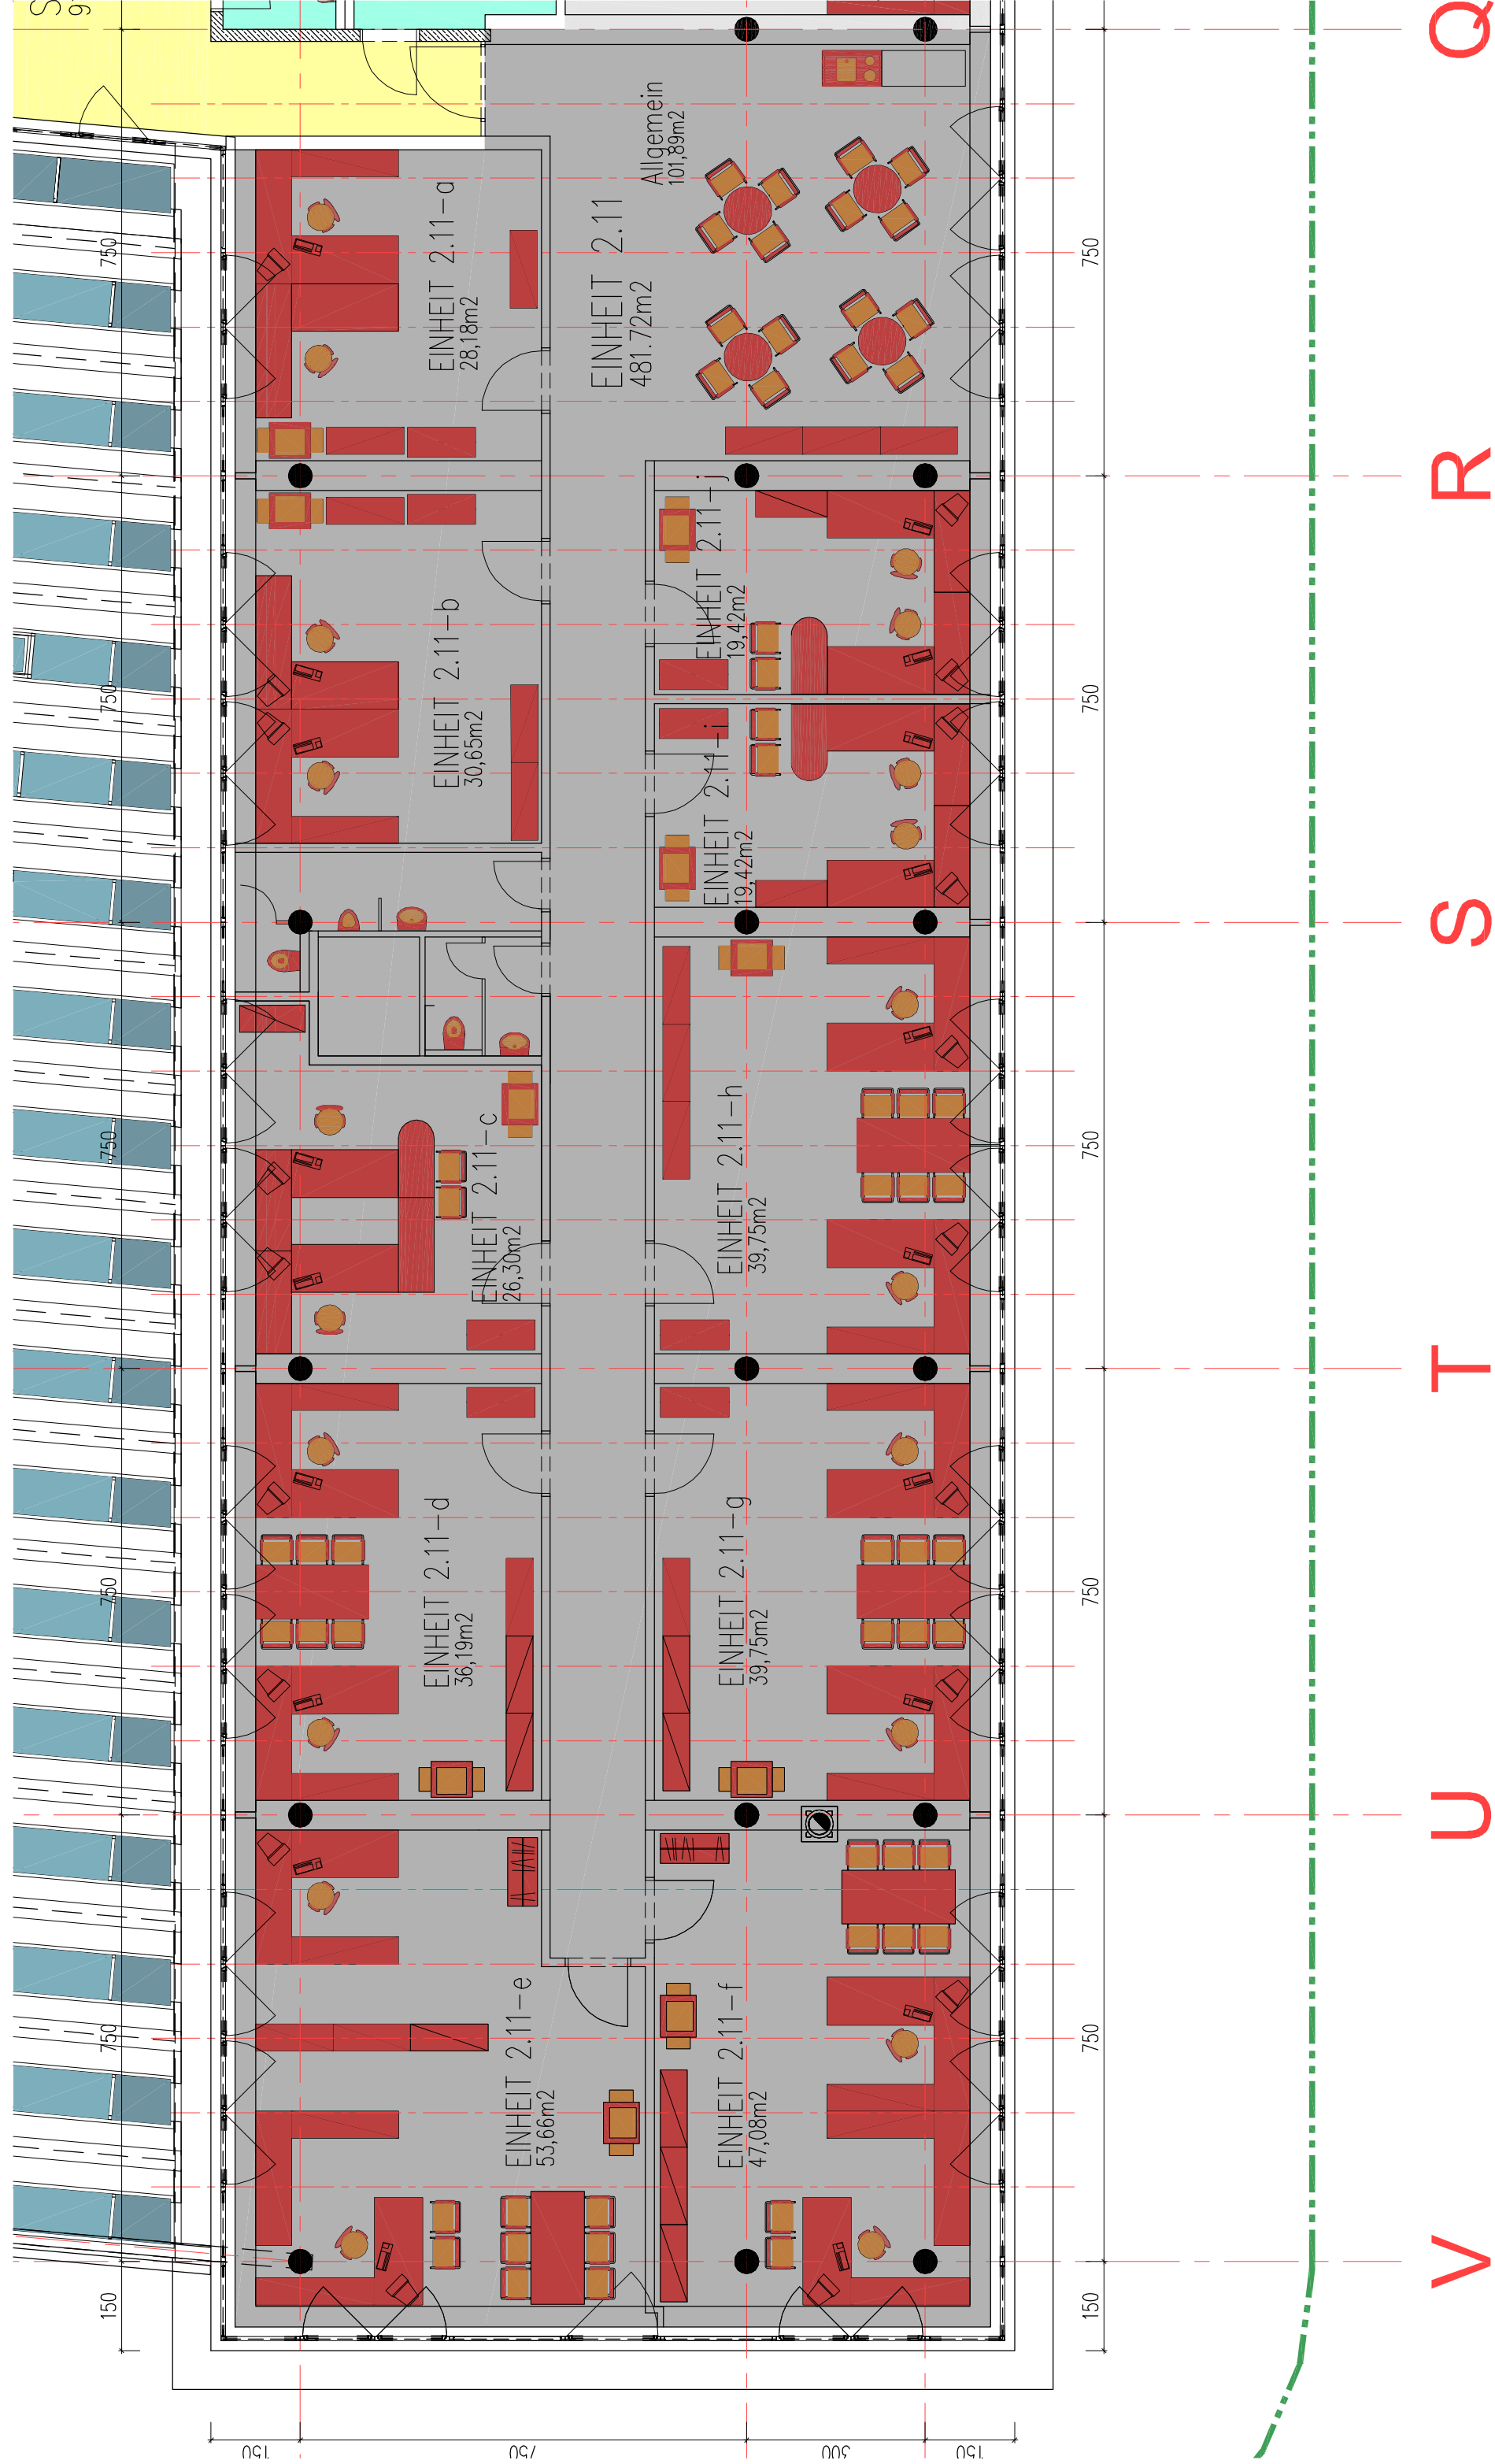 Q
R
S
T
U
V
Allgemein
101,89m2
EINHEIT 2.11
481.72m2
EINHEIT 2.11-a
28,18m2
EINHEIT 2.11-b
30,65m2
EINHEIT 2.11-c
26,30m2
EINHEIT 2.11-d
36,19m2
EINHEIT 2.11-e
53,66m2
EINHEIT 2.11-f
47,08m2
EINHEIT 2.11-g
39,75m2
EINHEIT 2.11-h
39,75m2
EINHEIT 2.11-i
19,42m2
EINHEIT 2.11-j
19,42m2
750
750
750
750
750
150
750
750
750
750
750
150
150
750
300
150